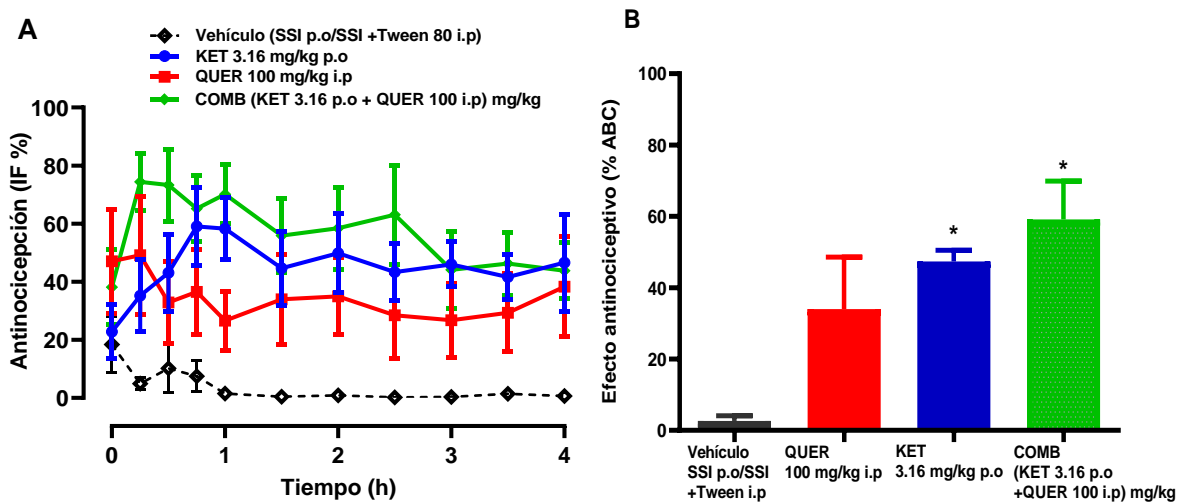 A
Vehículo (SSI p.o/SSI +Tween 80 i.p)
KET 3.16 mg/kg p.o
QUER 100 mg/kg i.p
COMB (KET 3.16 p.o + QUER 100 i.p) mg/kg
Antinocicepción (IF %)
100
80
60
40
20
0
0
1
2
3
4
Tiempo (h)
B
Efecto antinociceptivo (% ABC)
100
80
60
40
20
0
*
*
Vehículo
SSI p.o/SSI
+Tween i.p
QUER
100 mg/kg i.p
KET
3.16 mg/kg p.o
COMB
(KET 3.16 p.o
+QUER 100 i.p) mg/kg